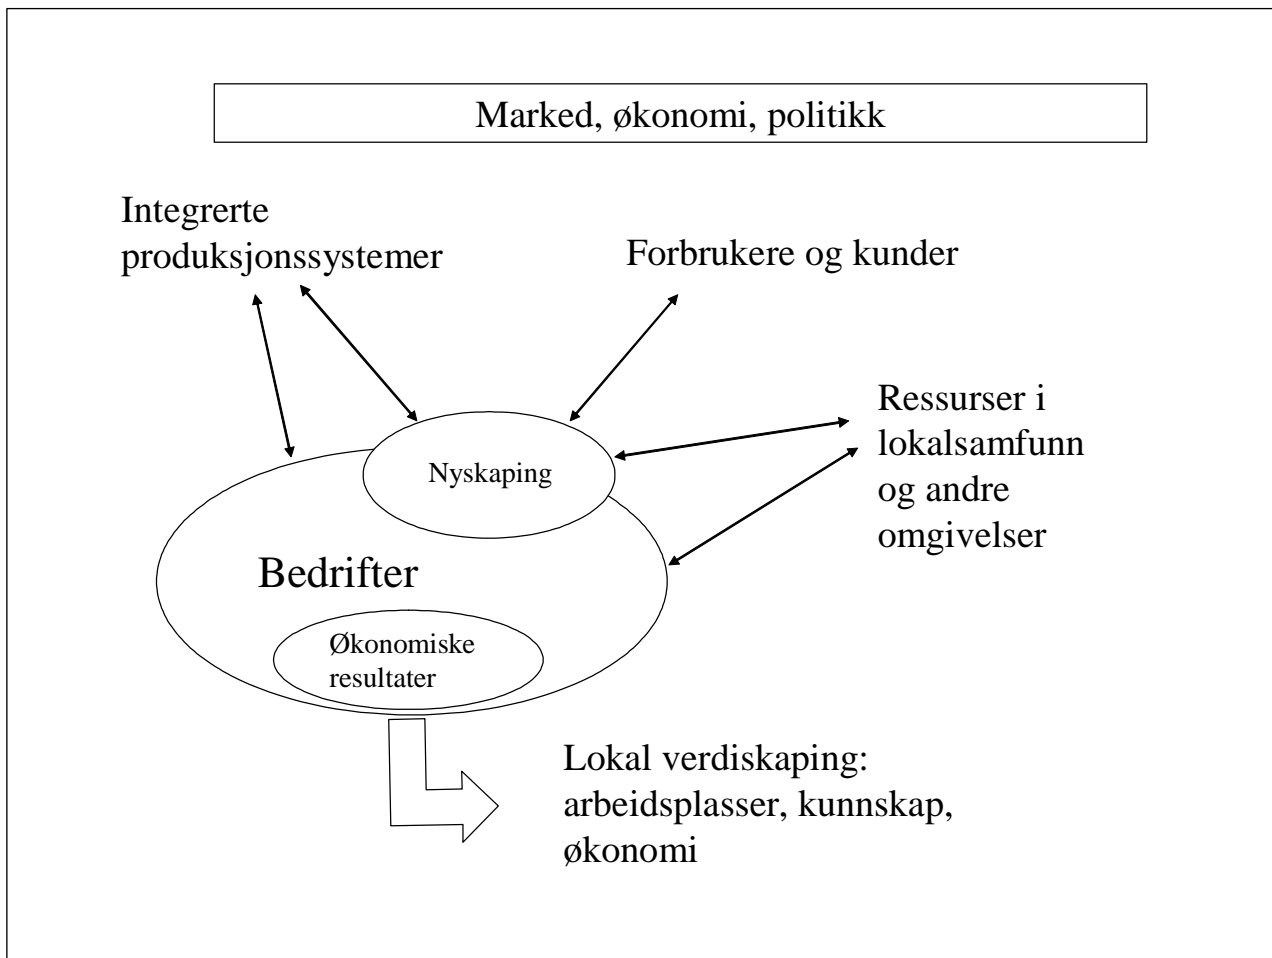 Marked, økonomi, politikk
Integrerte
produksjonssystemer
Forbrukere og kunder
Ressurser i
lokalsamfunn
og andre
omgivelser
Nyskaping
Bedrifter
Økonomiske
resultater
Lokal verdiskaping:
arbeidsplasser, kunnskap,
økonomi